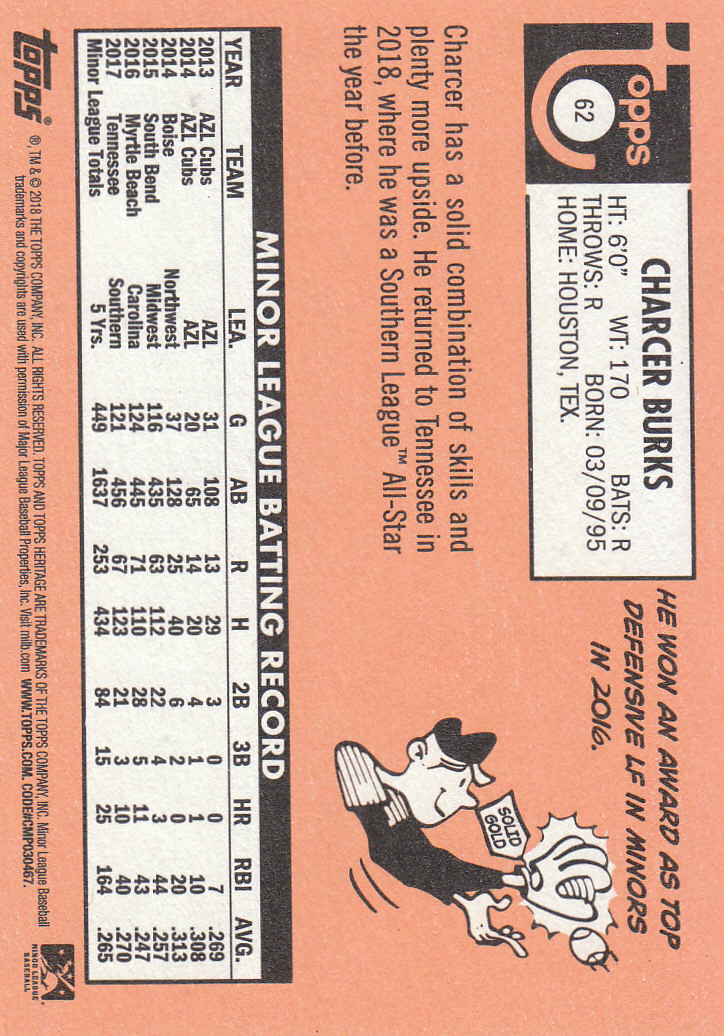 topps
62
CHARCER BURKS
HT: 6'0" WT: 170 BATS: R
THROWS: R BORN: 03/09/95
HOME: HOUSTON, TEX.
HE WON AN AWARD AS TOP
DEFENSIVE LF IN MINORS
IN 2016.
SOLID
GOLD
Charcer has a solid combination of skills and
plenty more upside. He returned to Tennessee in
2018, where he was a Southern League™ All-Star
the year before.
MINOR LEAGUE BATTING RECORD
YEAR TEAM LEA. G AB R H 2B 3B HR RBI AVG.
2013 AZL Cubs AZL 31 108 13 29 3 0 0 7 .269
2014 AZL Cubs AZL 20 65 14 20 4 1 1 10 .308
2014 Boise Northwest 37 128 25 40 6 2 0 20 .313
2015 South Bend Midwest 116 435 63 112 22 4 3 44 .257
2016 Myrtle Beach Carolina 124 445 71 110 28 5 11 43 .247
2017 Tennessee Southern 121 456 67 123 21 3 10 40 .270
Minor League Totals 5 Yrs. 449 1637 253 434 84 15 25 164 .265
topps®
®, TM & © 2018 THE TOPPS COMPANY, INC. ALL RIGHTS RESERVED. TOPPS AND TOPPS HERITAGE ARE TRADEMARKS OF THE TOPPS COMPANY, INC. Minor League Baseball
trademarks and copyrights are used with permission of Major League Baseball Properties, Inc. Visit milb.com WWW.TOPPS.COM. CODE#CMP030467.
MINOR LEAGUE
BASEBALL